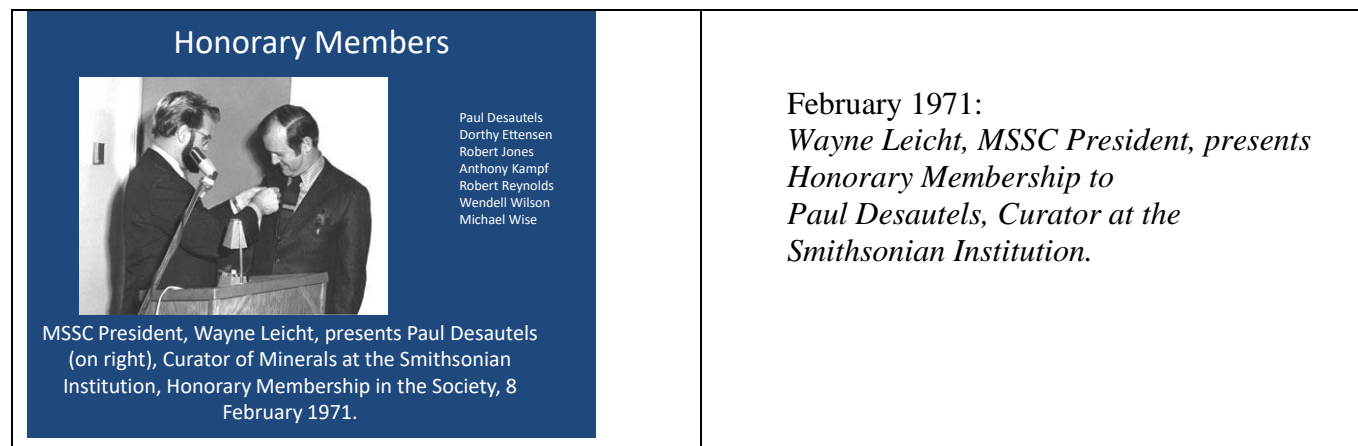 Honorary Members
Paul Desautels
Dorthy Ettensen
Robert Jones
Anthony Kampf
Robert Reynolds
Wendell Wilson
Michael Wise
MSSC President, Wayne Leicht, presents Paul Desautels
(on right), Curator of Minerals at the Smithsonian
Institution, Honorary Membership in the Society, 8
February 1971.
February 1971:
Wayne Leicht, MSSC President, presents
Honorary Membership to
Paul Desautels, Curator at the
Smithsonian Institution.